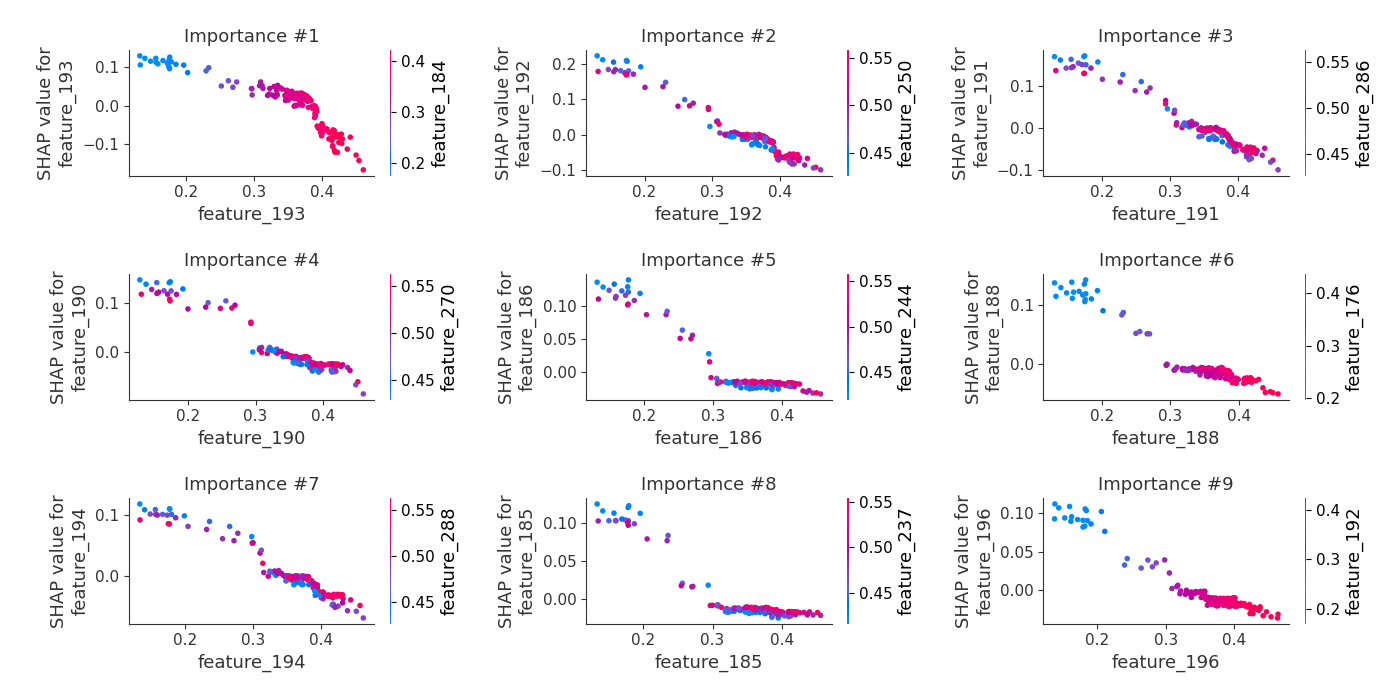 Importance #1
SHAP value for
feature_193
0.1
0.0
−0.1
0.2
0.3
0.4
feature_193
0.4
0.3
0.2
feature_184
Importance #2
SHAP value for
feature_192
0.2
0.1
0.0
−0.1
0.2
0.3
0.4
feature_192
0.55
0.50
0.45
feature_250
Importance #3
SHAP value for
feature_191
0.1
0.0
−0.1
0.2
0.3
0.4
feature_191
0.55
0.50
0.45
feature_286
Importance #4
SHAP value for
feature_190
0.1
0.0
0.2
0.3
0.4
feature_190
0.55
0.50
0.45
feature_270
Importance #5
SHAP value for
feature_186
0.10
0.05
0.00
0.2
0.3
0.4
feature_186
0.55
0.50
0.45
feature_244
Importance #6
SHAP value for
feature_188
0.1
0.0
0.2
0.3
0.4
feature_188
0.4
0.3
0.2
feature_176
Importance #7
SHAP value for
feature_194
0.1
0.0
0.2
0.3
0.4
feature_194
0.55
0.50
0.45
feature_288
Importance #8
SHAP value for
feature_185
0.10
0.05
0.00
0.2
0.3
0.4
feature_185
0.55
0.50
0.45
feature_237
Importance #9
SHAP value for
feature_196
0.10
0.05
0.00
0.2
0.3
0.4
feature_196
0.4
0.3
0.2
feature_192